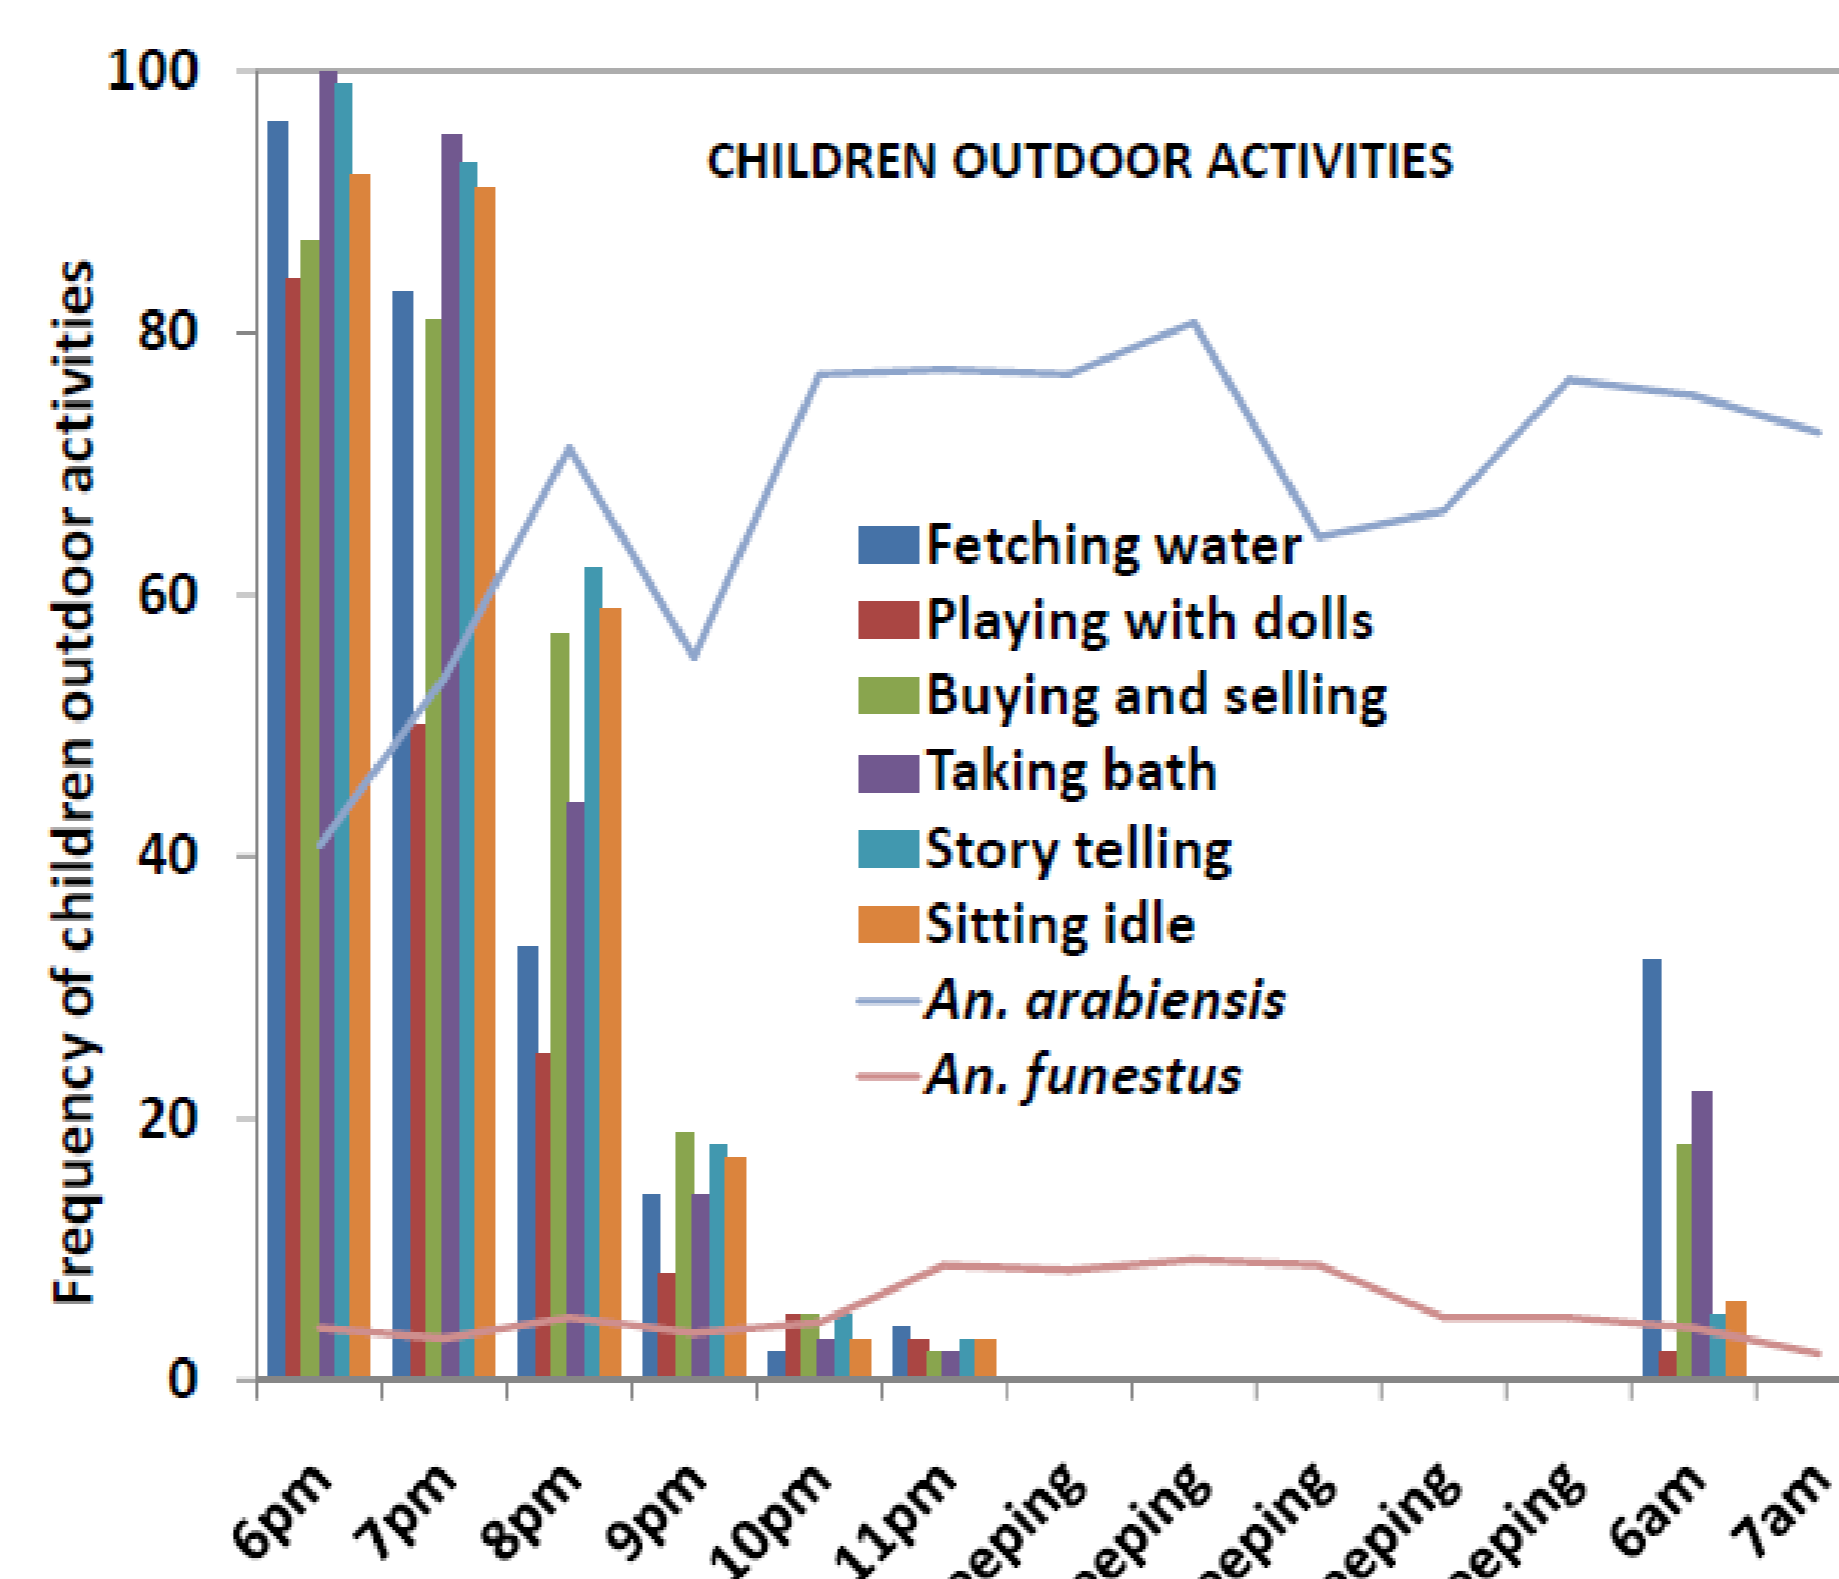 100
CHILDREN OUTDOOR ACTIVITIES
Frequency of children outdoor activities
80
60
40
20
0
Fetching water
Playing with dolls
Buying and selling
Taking bath
Story telling
Sitting idle
An. arabiensis
An. funestus
6pm
7pm
8pm
9pm
10pm
11pm
6am
7am